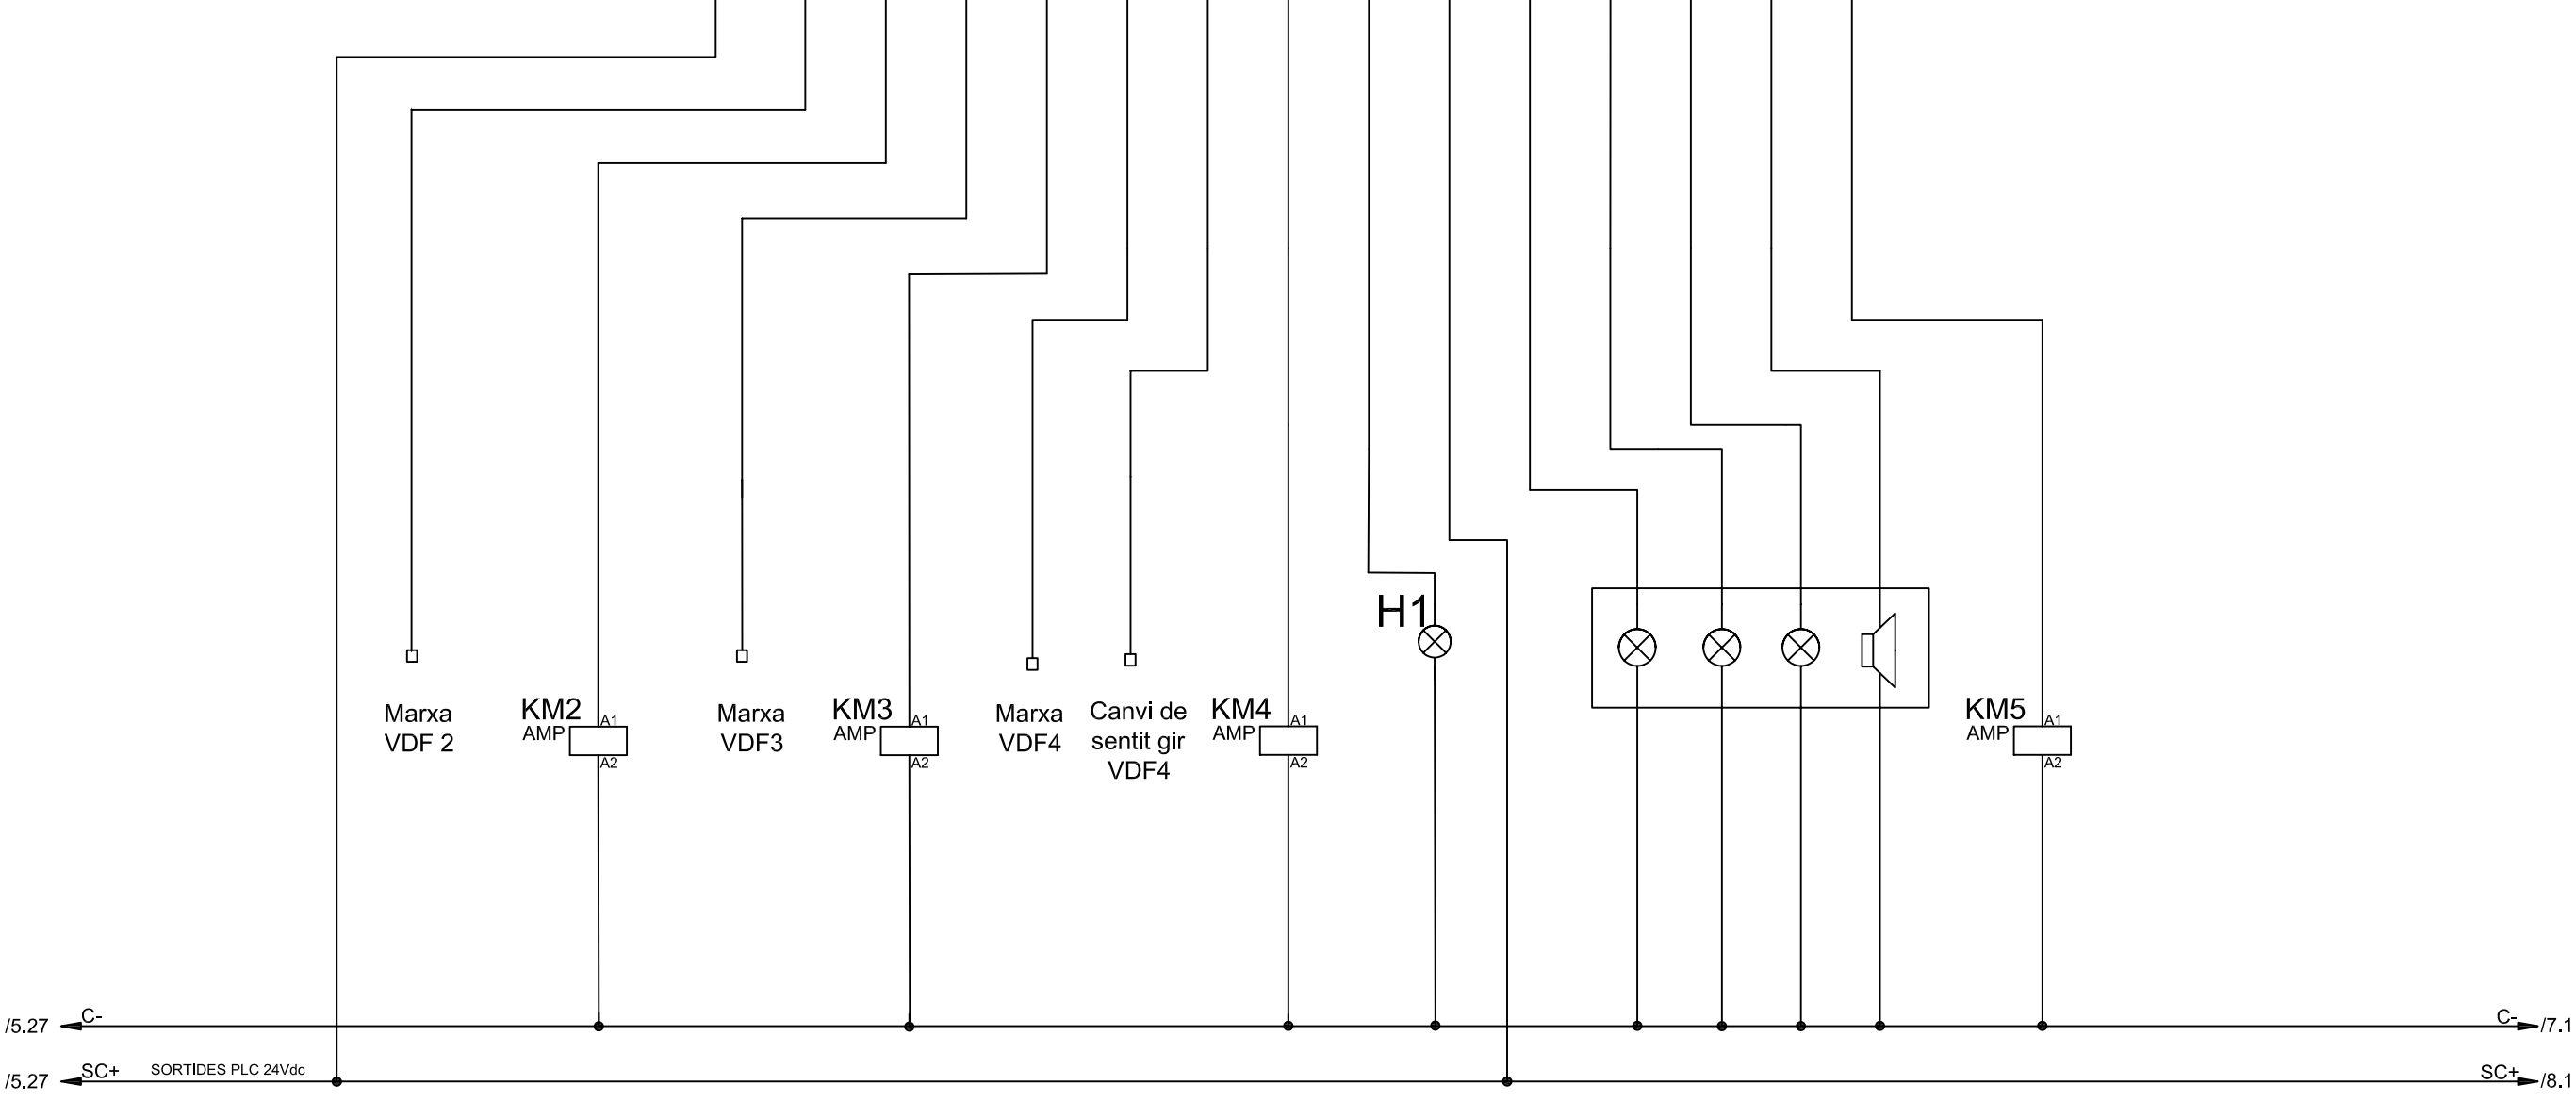 H1
Marxa
VDF 2
KM2
AMP
A1
A2
Marxa
VDF3
KM3
AMP
A1
A2
Marxa
VDF4
Canvi de
sentit gir
VDF4
KM4
AMP
A1
A2
KM5
AMP
A1
A2
/5.27
C-
C-
/7.1
/5.27
SC+
SORTIDES PLC 24Vdc
SC+
/8.1